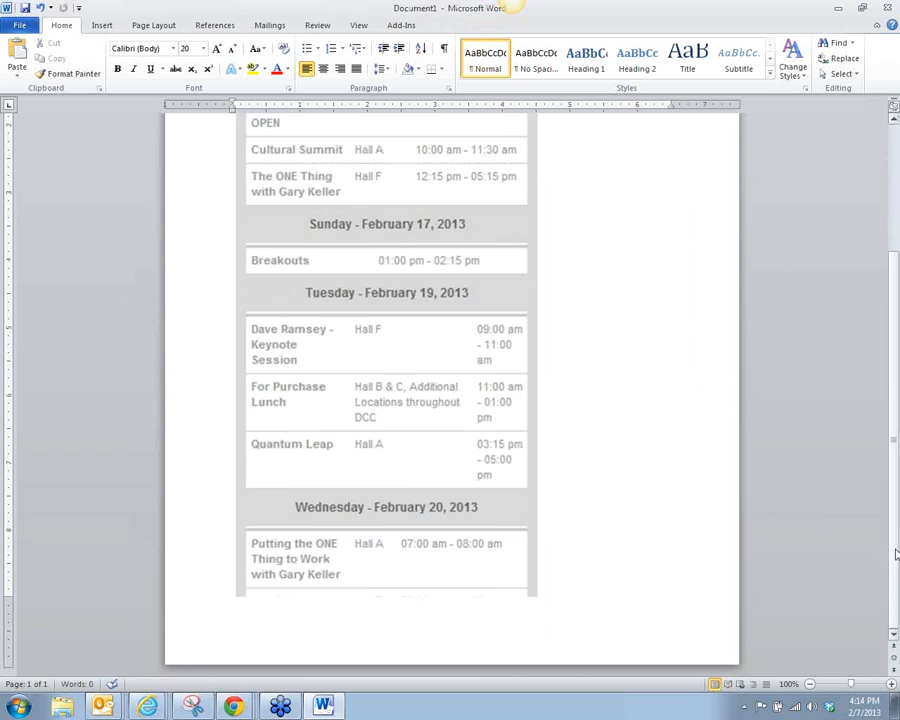 Document1 - Microsoft Word
File Home Insert Page Layout References Mailings Review View Add-Ins
Paste
Cut
Copy
Format Painter
Clipboard
Calibri (Body) 20
Font
Paragraph
AaBbCcDc AaBbCcDc AaBbC AaBbCc AaB AaBbCc.
¶ Normal ¶ No Spaci... Heading 1 Heading 2 Title Subtitle
Change Styles
Styles
Find
Replace
Select
Editing
OPEN
Cultural Summit Hall A 10:00 am - 11:30 am
The ONE Thing Hall F 12:15 pm - 05:15 pm
with Gary Keller
Sunday - February 17, 2013
Breakouts 01:00 pm - 02:15 pm
Tuesday - February 19, 2013
Dave Ramsey - Hall F 09:00 am
Keynote - 11:00
Session am
For Purchase Hall B & C, Additional 11:00 am
Lunch Locations throughout - 01:00
DCC pm
Quantum Leap Hall A 03:15 pm
- 05:00
pm
Wednesday - February 20, 2013
Putting the ONE Hall A 07:00 am - 08:00 am
Thing to Work
with Gary Keller
Page: 1 of 1 Words: 0 100%
4:14 PM
2/7/2013